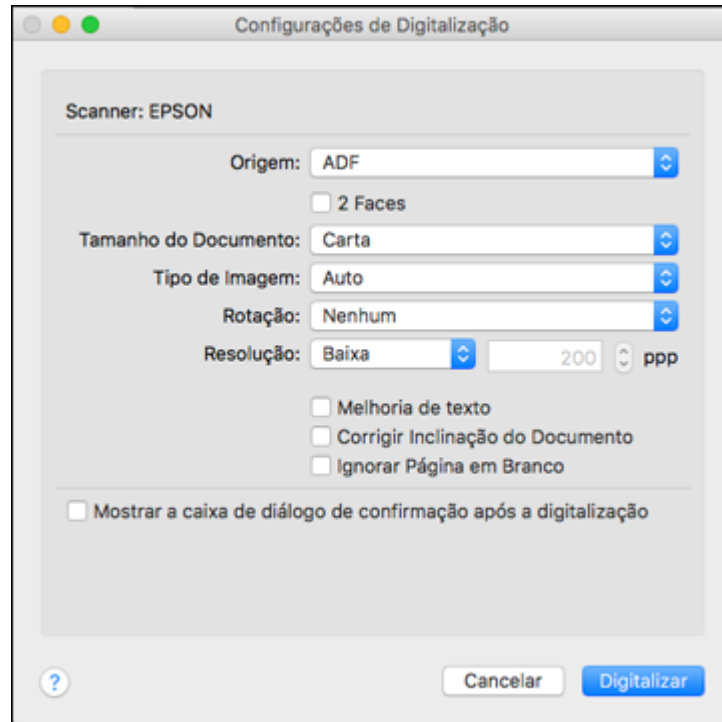 Configurações de Digitalização
Scanner: EPSON
Origem: ADF
2 Faces
Tamanho do Documento: Carta
Tipo de Imagem: Auto
Rotação: Nenhum
Resolução: Baixa 200 ppp
Melhoria de texto
Corrigir Inclinação do Documento
Ignorar Página em Branco
Mostrar a caixa de diálogo de confirmação após a digitalização
? Cancelar Digitalizar